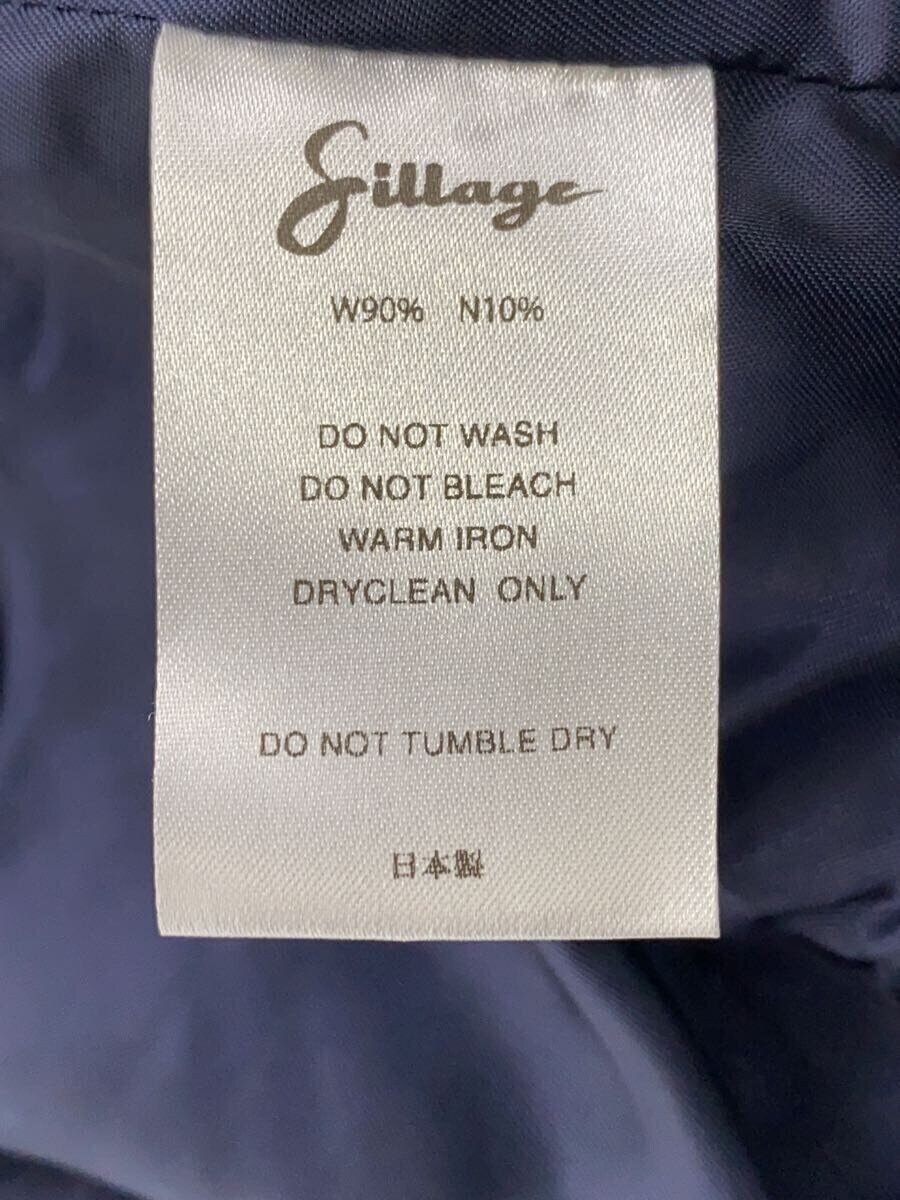 Sillage
W90% N10%
DO NOT WASH
DO NOT BLEACH
WARM IRON
DRYCLEAN ONLY
DO NOT TUMBLE DRY
日本製